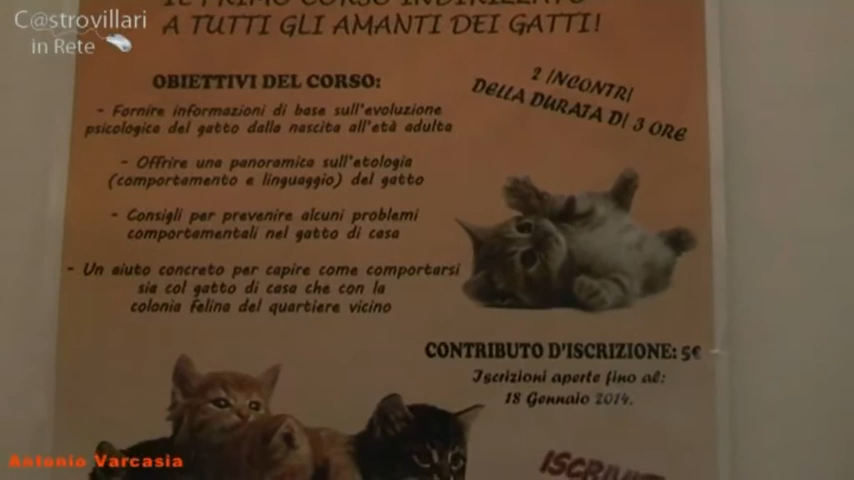 C@strovillari
in Rete
IL PRIMO CORSO INDIRIZZATO
A TUTTI GLI AMANTI DEI GATTI!
OBIETTIVI DEL CORSO:
- Fornire informazioni di base sull'evoluzione
psicologica del gatto dalla nascita all'età adulta
- Offrire una panoramica sull'etologia
(comportamento e linguaggio) del gatto
- Consigli per prevenire alcuni problemi
comportamentali nel gatto di casa
- Un aiuto concreto per capire come comportarsi
sia col gatto di casa che con la
colonia felina del quartiere vicino
2 INCONTRI
DELLA DURATA DI 3 ORE
CONTRIBUTO D'ISCRIZIONE: 5€
Iscrizioni aperte fino al:
18 Gennaio 2014.
Antonio Varcasia